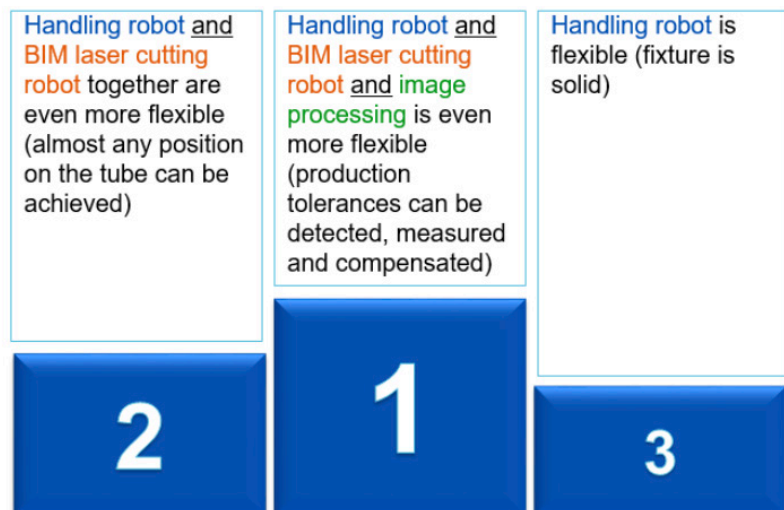 Handling robot and
BIM laser cutting
robot together are
even more flexible
(almost any position
on the tube can be
achieved)
2
Handling robot and
BIM laser cutting
robot and image
processing is even
more flexible
(production
tolerances can be
detected, measured
and compensated)
1
Handling robot is
flexible (fixture is
solid)
3